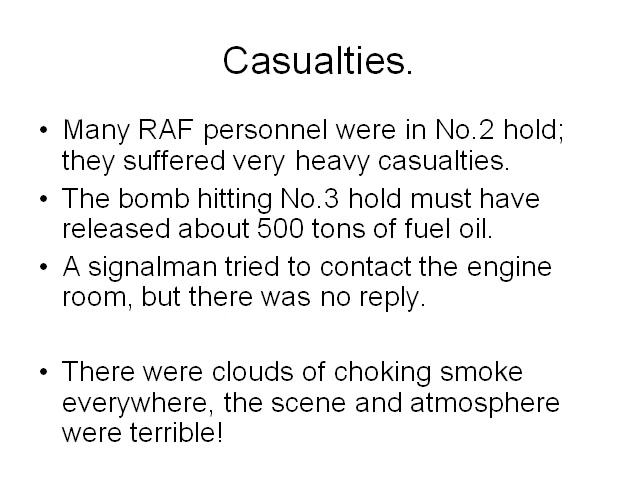 Casualties.
• Many RAF personnel were in No.2 hold;
they suffered very heavy casualties.
• The bomb hitting No.3 hold must have
released about 500 tons of fuel oil.
• A signalman tried to contact the engine
room, but there was no reply.
• There were clouds of choking smoke
everywhere, the scene and atmosphere
were terrible!